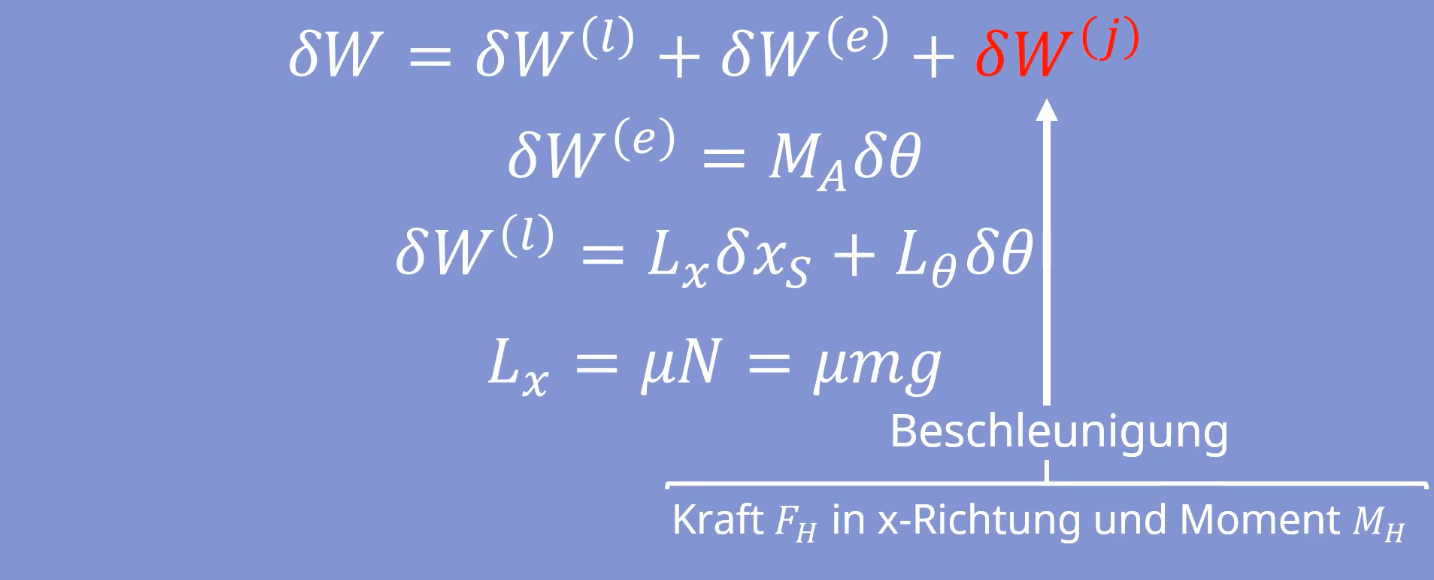 δW = δW⁽ˡ⁾ + δW⁽ᵉ⁾ + δW⁽ʲ⁾
δW⁽ᵉ⁾ = M_A δθ
δW⁽ˡ⁾ = L_x δx_S + L_θ δθ
L_x = μN = μmg
Beschleunigung
Kraft F_H in x-Richtung und Moment M_H